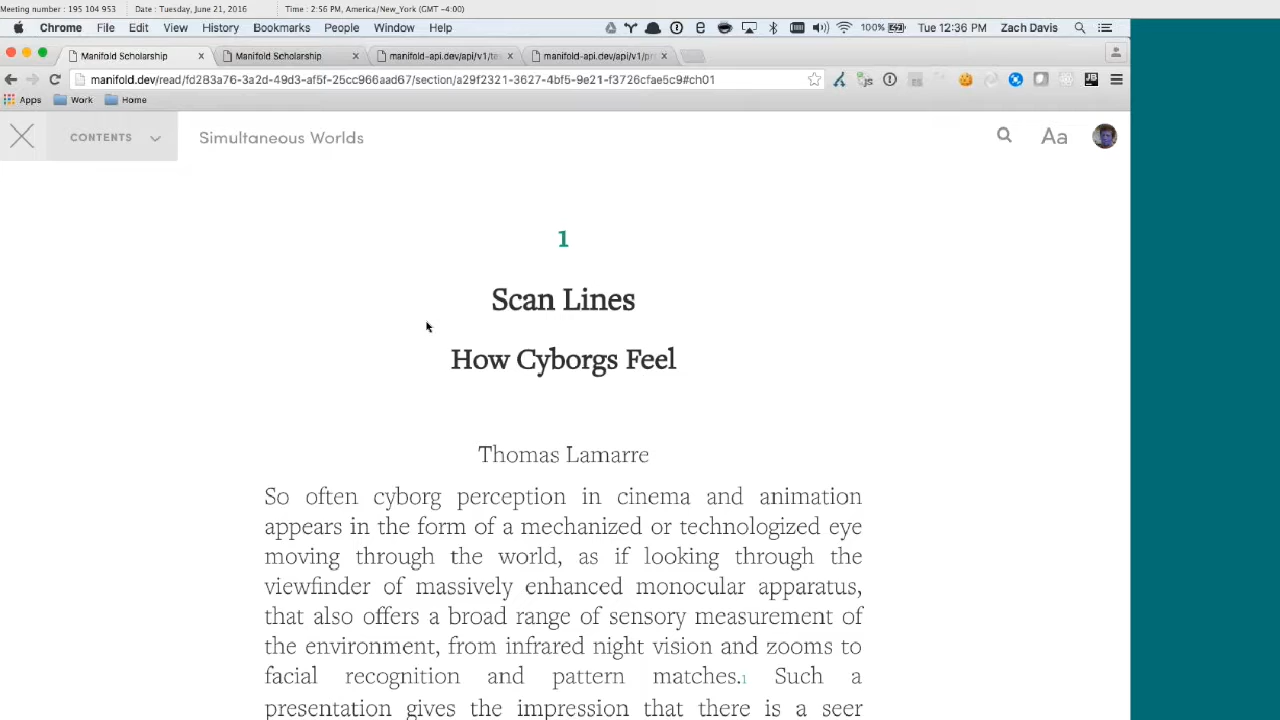 Meeting number : 195 104 953 Date : Tuesday, June 21, 2016 Time : 2:56 PM, America/New_York (GMT -4:00)
Chrome File Edit View History Bookmarks People Window Help 100% Tue 12:36 PM Zach Davis
Manifold Scholarship x Manifold Scholarship x manifold-api.dev/api/v1/te x manifold-api.dev/api/v1/pr x
manifold.dev/read/fd283a76-3a2d-49d3-af5f-25cc966aad67/section/a29f2321-3627-4bf5-9e21-f3726cfae5c9#ch01
Apps Work Home
CONTENTS Simultaneous Worlds Aa
1
Scan Lines
How Cyborgs Feel
Thomas Lamarre
So often cyborg perception in cinema and animation
appears in the form of a mechanized or technologized eye
moving through the world, as if looking through the
viewfinder of massively enhanced monocular apparatus,
that also offers a broad range of sensory measurement of
the environment, from infrared night vision and zooms to
facial recognition and pattern matches.1 Such a
presentation gives the impression that there is a seer